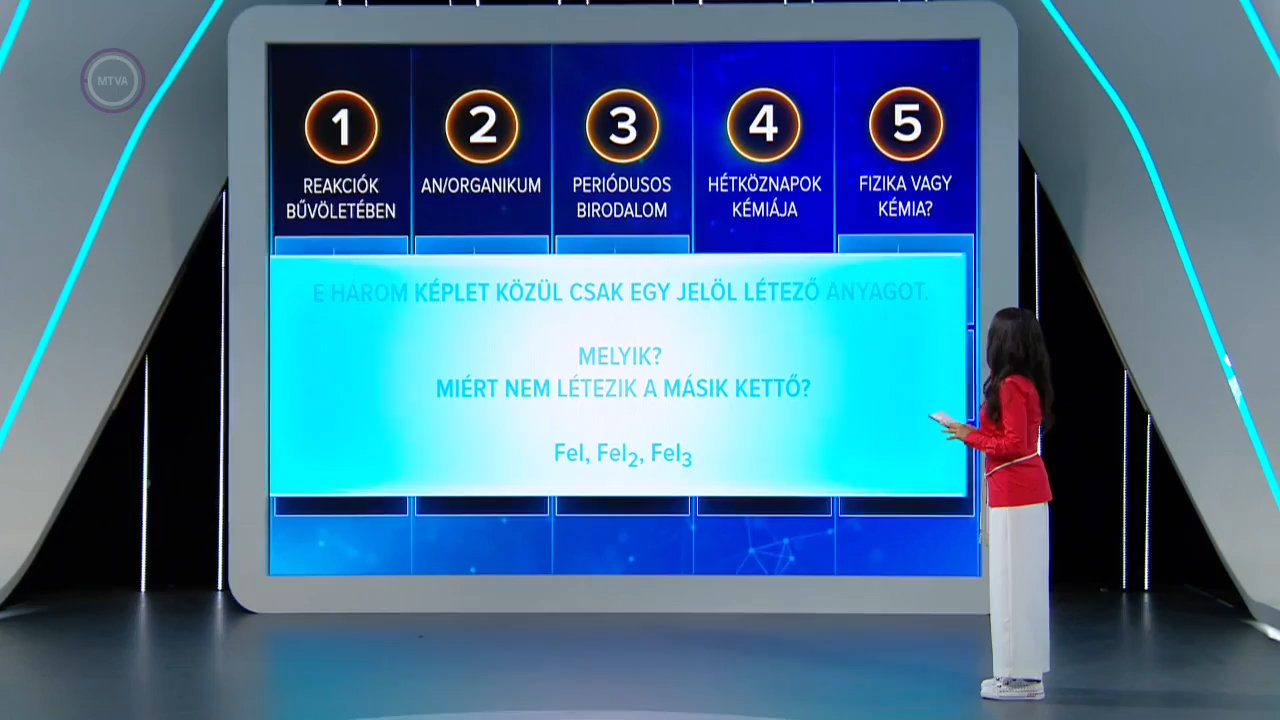 MTVA
1
2
3
4
5
REAKCIÓK
BŰVÖLETÉBEN
AN/ORGANIKUM
PERIÓDUSOS
BIRODALOM
HÉTKÖZNAPOK
KÉMIÁJA
FIZIKA VAGY
KÉMIA?
E HÁROM KÉPLET KÖZÜL CSAK EGY JELÖL LÉTEZŐ ANYAGOT.
MELYIK?
MIÉRT NEM LÉTEZIK A MÁSIK KETTŐ?
FeI, FeI₂, FeI₃